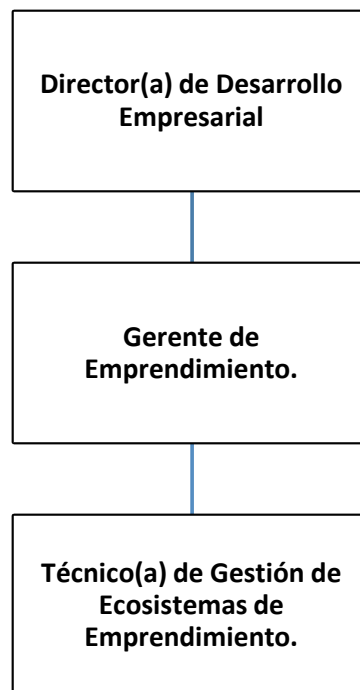 Director(a) de Desarrollo
Empresarial
Gerente de
Emprendimiento.
Técnico(a) de Gestión de
Ecosistemas de
Emprendimiento.